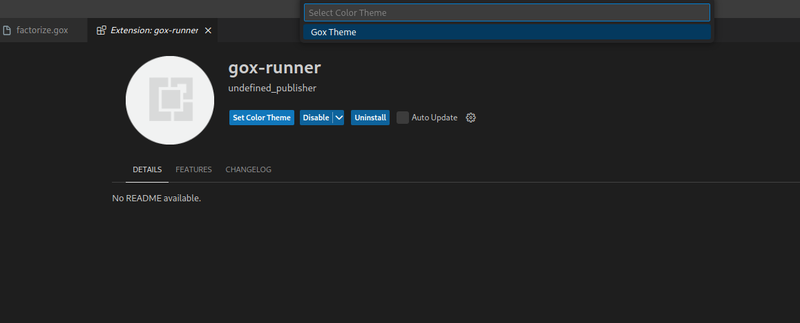 Select Color Theme
Gox Theme
factorize.gox
Extension: gox-runner
gox-runner
undefined_publisher
Set Color Theme Disable Uninstall Auto Update
DETAILS FEATURES CHANGELOG
No README available.